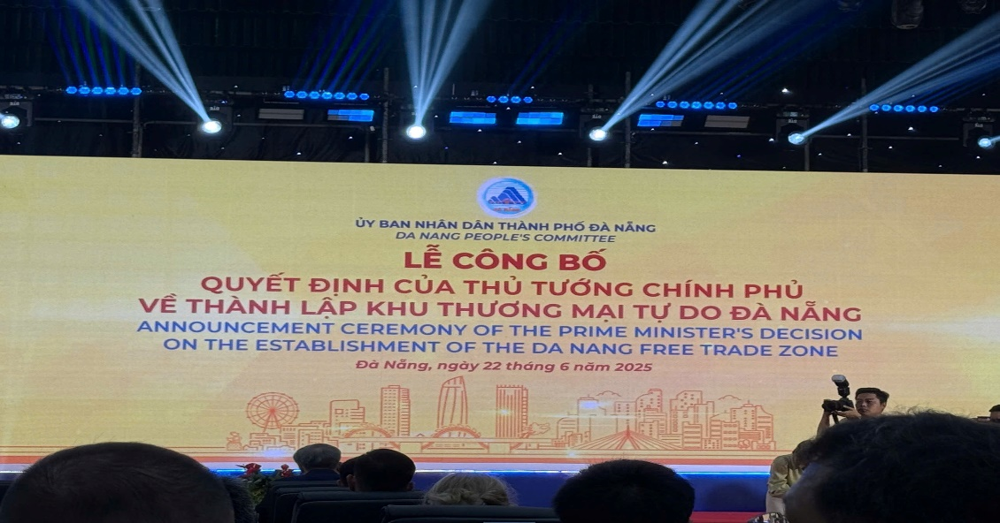 ỦY BAN NHÂN DÂN THÀNH PHỐ ĐÀ NẴNG
DA NANG PEOPLE'S COMMITTEE
LỄ CÔNG BỐ
QUYẾT ĐỊNH CỦA THỦ TƯỚNG CHÍNH PHỦ
VỀ THÀNH LẬP KHU THƯƠNG MẠI TỰ DO ĐÀ NẴNG
ANNOUNCEMENT CEREMONY OF THE PRIME MINISTER'S DECISION
ON THE ESTABLISHMENT OF THE DA NANG FREE TRADE ZONE
Đà Nẵng, ngày 22 tháng 6 năm 2025